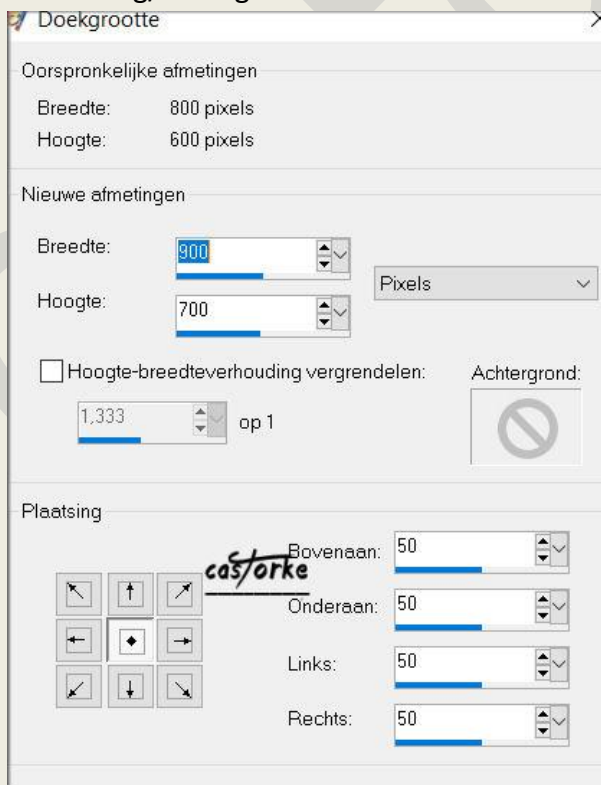 Doekgrootte
Oorspronkelijke afmetingen
Breedte: 800 pixels
Hoogte: 600 pixels
Nieuwe afmetingen
Breedte: 900
Pixels
Hoogte: 700
Hoogte-breedteverhouding vergrendelen:
Achtergrond:
1,333 op 1
Plaatsing
castorke
Bovenaan: 50
Onderaan: 50
Links: 50
Rechts: 50